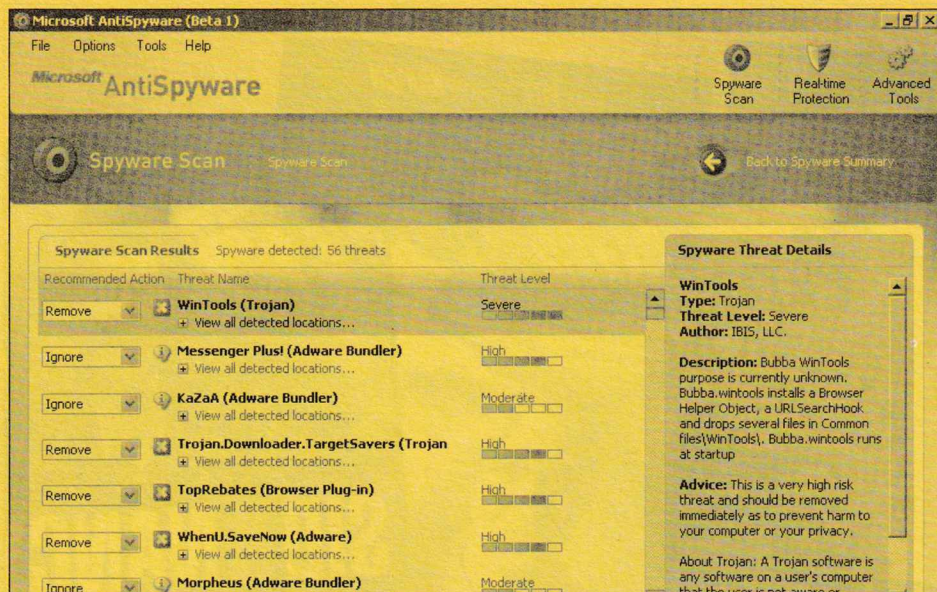 Microsoft AntiSpyware (Beta 1)
File Options Tools Help
Microsoft AntiSpyware
Spyware Scan
Real-time Protection
Advanced Tools
Spyware Scan Spyware Scan
Back to Spyware Summary
Spyware Scan Results Spyware detected: 56 threats
Recommended Action Threat Name Threat Level
Remove WinTools (Trojan) Severe
View all detected locations...
Ignore Messenger Plus! (Adware Bundler) High
View all detected locations...
Ignore KaZaA (Adware Bundler) Moderate
View all detected locations...
Remove Trojan.Downloader.TargetSavers (Trojan High
View all detected locations...
Remove TopRebates (Browser Plug-in) High
View all detected locations...
Remove WhenU.SaveNow (Adware) High
View all detected locations...
Ignore Morpheus (Adware Bundler) Moderate
Spyware Threat Details
WinTools
Type: Trojan
Threat Level: Severe
Author: IBIS, LLC.
Description: Bubba WinTools
purpose is currently unknown.
Bubba.wintools installs a Browser
Helper Object, a URLSearchHook
and drops several files in Common
files\WinTools\. Bubba.wintools runs
at startup
Advice: This is a very high risk
threat and should be removed
immediately as to prevent harm to
your computer or your privacy.
About Trojan: A Trojan software is
any software on a user's computer
that the user is not aware or